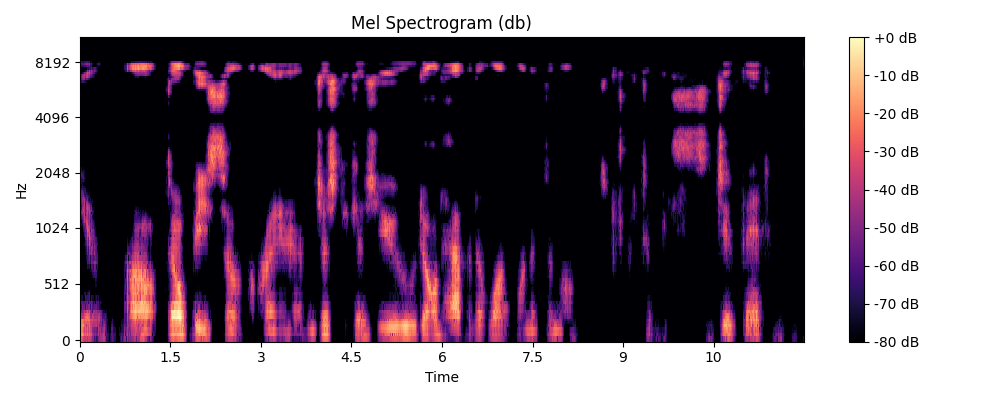 Mel Spectrogram (db)
8192
4096
2048
1024
512
0
Hz
0 1.5 3 4.5 6 7.5 9 10
Time
+0 dB
-10 dB
-20 dB
-30 dB
-40 dB
-50 dB
-60 dB
-70 dB
-80 dB